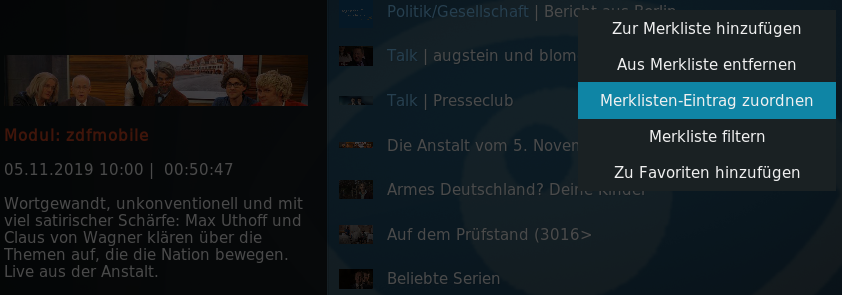 Modul: zdfmobile
05.11.2019 10:00 | 00:50:47
Wortgewandt, unkonventionell und mit
viel satirischer Schärfe: Max Uthoff und
Claus von Wagner klären über die
Themen auf, die die Nation bewegen.
Live aus der Anstalt.
Politik/Gesellschaft | Bericht aus Berlin
Talk | augstein und blom
Talk | Presseclub
Die Anstalt vom 5. Noven
Armes Deutschland? Deine Kinder
Auf dem Prüfstand (3016>
Beliebte Serien
Zur Merkliste hinzufügen
Aus Merkliste entfernen
Merklisten-Eintrag zuordnen
Merkliste filtern
Zu Favoriten hinzufügen